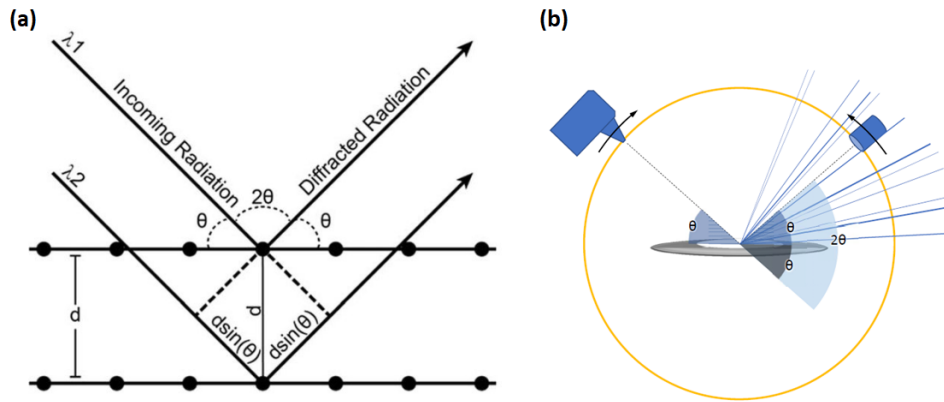 (a)
λ1
Incoming Radiation
Diffracted Radiation
λ2
2θ
θ
θ
d
d
dsin(θ)
dsin(θ)
(b)
θ
θ
2θ
θ